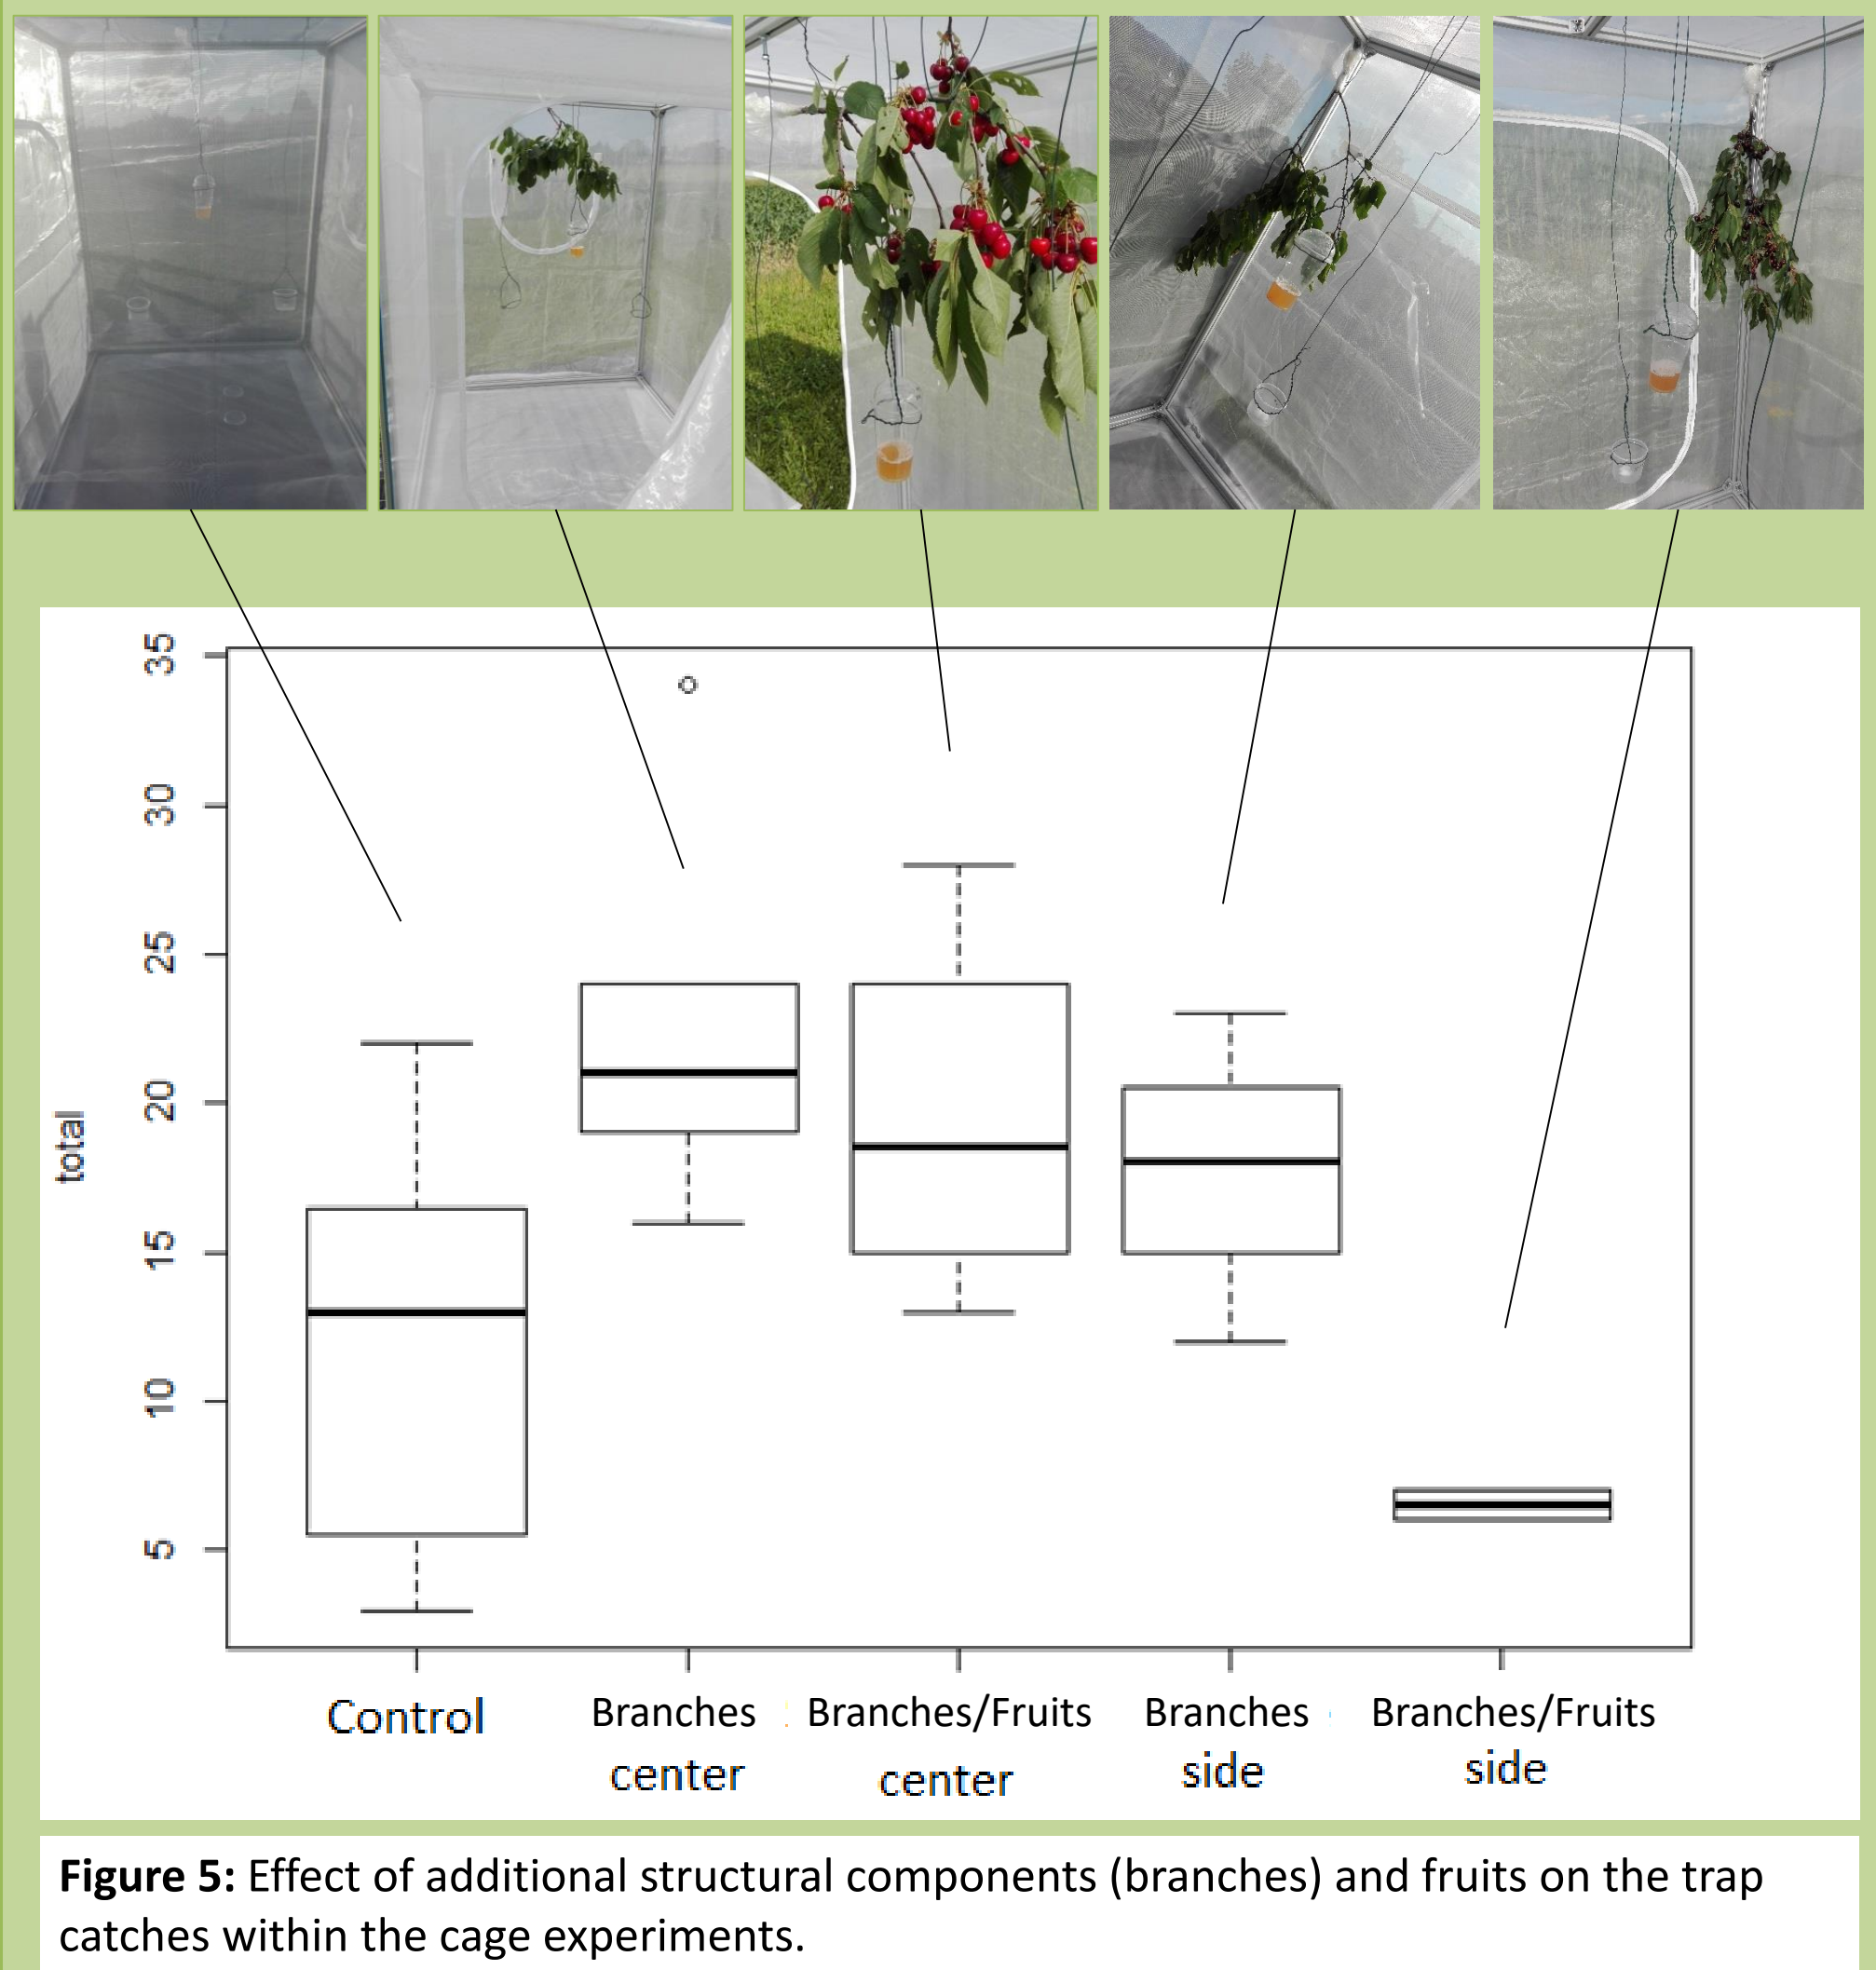 35
30
25
20
15
10
5
total
Control
Branches center
Branches/Fruits center
Branches side
Branches/Fruits side
Figure 5: Effect of additional structural components (branches) and fruits on the trap
catches within the cage experiments.